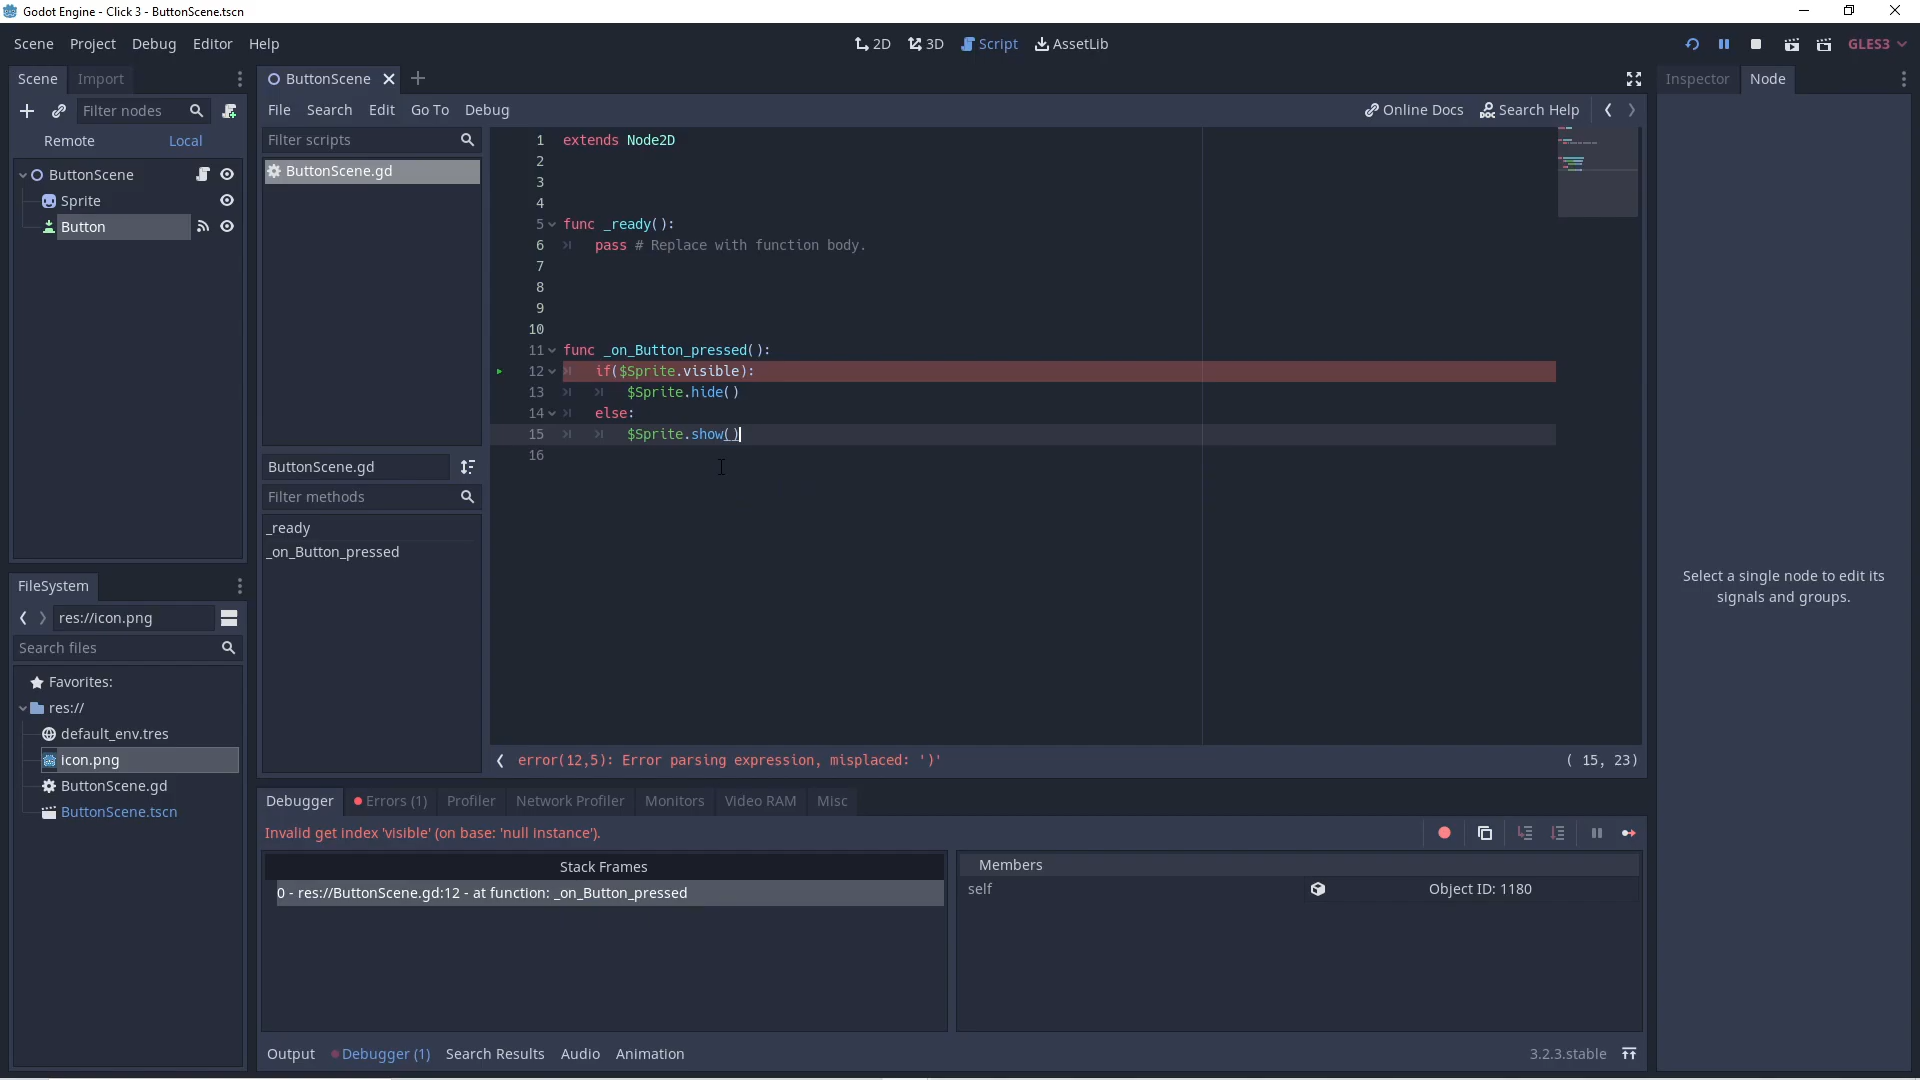 Godot Engine - Click 3 - ButtonScene.tscn
Scene Project Debug Editor Help
2D 3D Script AssetLib
GLES3
Scene Import
Filter nodes
Remote Local
ButtonScene
Sprite
Button
FileSystem
res://icon.png
Search files
Favorites:
res://
default_env.tres
icon.png
ButtonScene.gd
ButtonScene.tscn
ButtonScene
File Search Edit Go To Debug
Online Docs Search Help
Filter scripts
ButtonScene.gd
ButtonScene.gd
Filter methods
_ready
_on_Button_pressed
1 extends Node2D
2
3
4
5 func _ready():
6 pass # Replace with function body.
7
8
9
10
11 func _on_Button_pressed():
12 if($Sprite.visible):
13 $Sprite.hide()
14 else:
15 $Sprite.show()
16
error(12,5): Error parsing expression, misplaced: ')'
( 15, 23)
Debugger Errors (1) Profiler Network Profiler Monitors Video RAM Misc
Invalid get index 'visible' (on base: 'null instance').
Stack Frames
0 - res://ButtonScene.gd:12 - at function: _on_Button_pressed
Members
self Object ID: 1180
Output Debugger (1) Search Results Audio Animation
3.2.3.stable
Inspector Node
Select a single node to edit its
signals and groups.